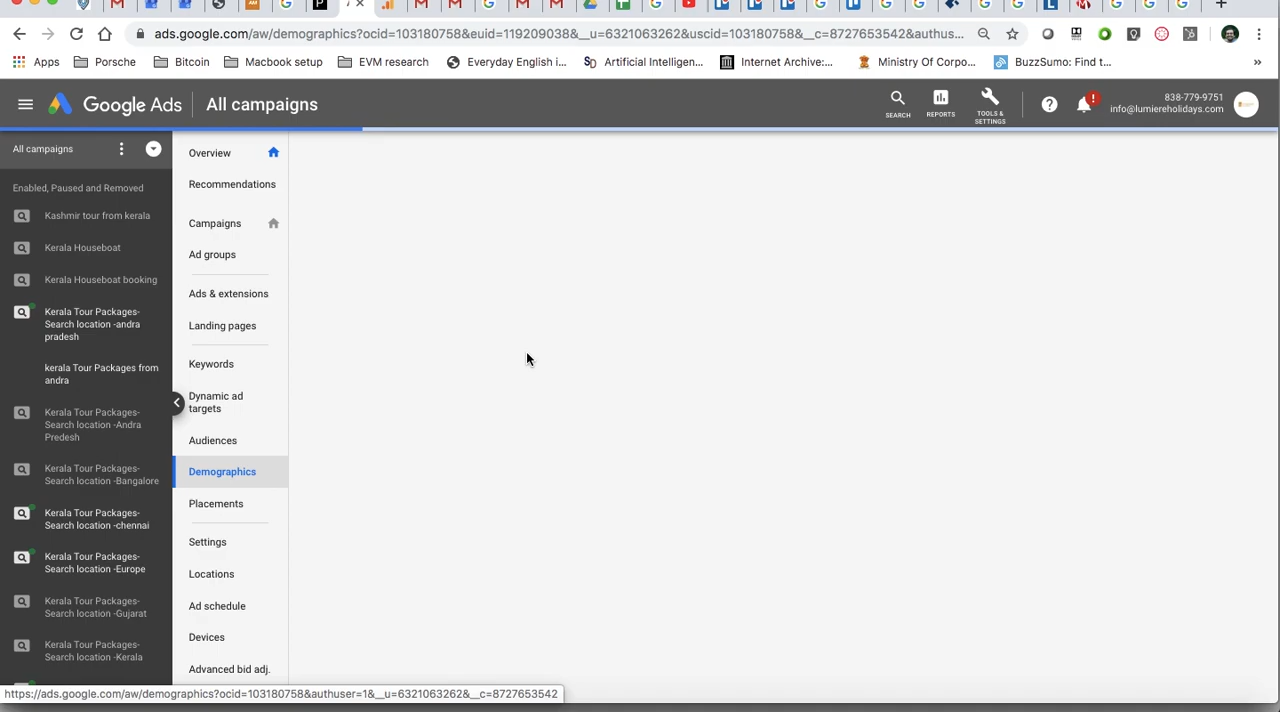 ads.google.com/aw/demographics?ocid=103180758&euid=119209038&__u=6321063262&uscid=103180758&__c=8727653542&authus...
Apps
Porsche
Bitcoin
Macbook setup
EVM research
Everyday English i...
Artificial Intelligen...
Internet Archive:...
Ministry Of Corpo...
BuzzSumo: Find t...
»
Google Ads
All campaigns
SEARCH
REPORTS
TOOLS &
SETTINGS
838-779-9751
info@lumiereholidays.com
All campaigns
Enabled, Paused and Removed
Kashmir tour from kerala
Kerala Houseboat
Kerala Houseboat booking
Kerala Tour Packages-
Search location -andra
pradesh
kerala Tour Packages from
andra
Kerala Tour Packages-
Search location -Andra
Predesh
Kerala Tour Packages-
Search location -Bangalore
Kerala Tour Packages-
Search location -chennai
Kerala Tour Packages-
Search location -Europe
Kerala Tour Packages-
Search location -Gujarat
Kerala Tour Packages-
Search location -Kerala
Overview
Recommendations
Campaigns
Ad groups
Ads & extensions
Landing pages
Keywords
Dynamic ad
targets
Audiences
Demographics
Placements
Settings
Locations
Ad schedule
Devices
Advanced bid adj.
https://ads.google.com/aw/demographics?ocid=103180758&authuser=1&__u=6321063262&__c=8727653542